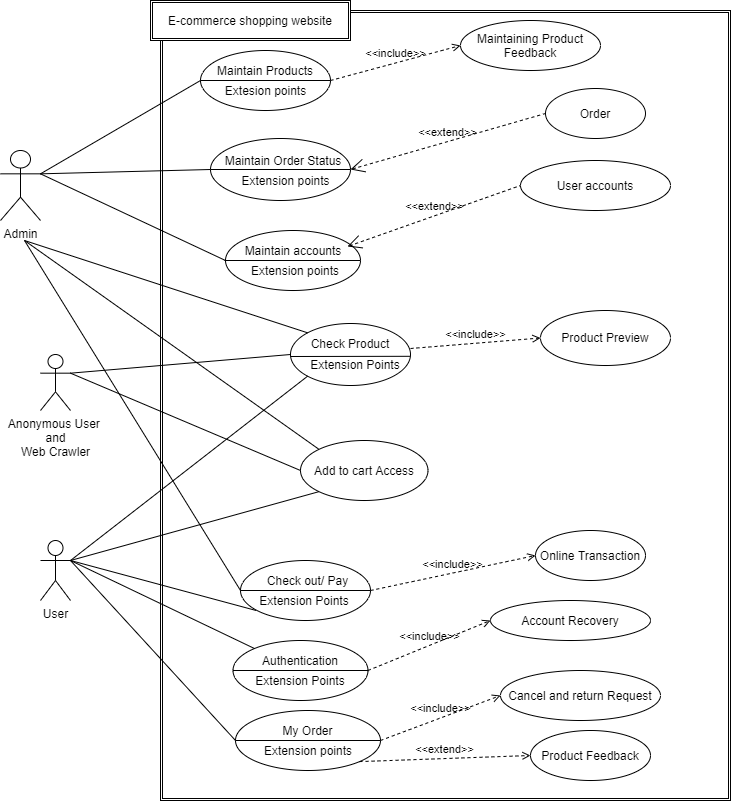 E-commerce shopping website
Maintain Products
Extesion points
<<include>>
Maintaining Product
Feedback
Order
<<extend>>
Maintain Order Status
Extension points
User accounts
<<extend>>
Admin
Maintain accounts
Extension points
Check Product
Extension Points
<<include>>
Product Preview
Anonymous User
and
Web Crawler
Add to cart Access
User
Check out/ Pay
Extension Points
<<include>>
Online Transaction
Authentication
Extension Points
<<include>>
Account Recovery
My Order
Extension points
<<include>>
Cancel and return Request
<<extend>>
Product Feedback